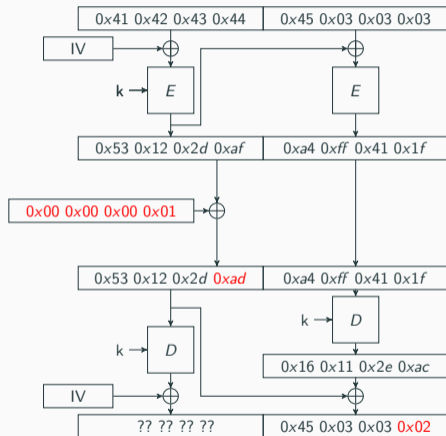 0x41 0x42 0x43 0x44 0x45 0x03 0x03 0x03
IV
k E E
0x53 0x12 0x2d 0xaf 0xa4 0xff 0x41 0x1f
0x00 0x00 0x00 0x01
0x53 0x12 0x2d 0xad 0xa4 0xff 0x41 0x1f
k D
k D
0x16 0x11 0x2e 0xac
IV
?? ?? ?? ?? 0x45 0x03 0x03 0x02